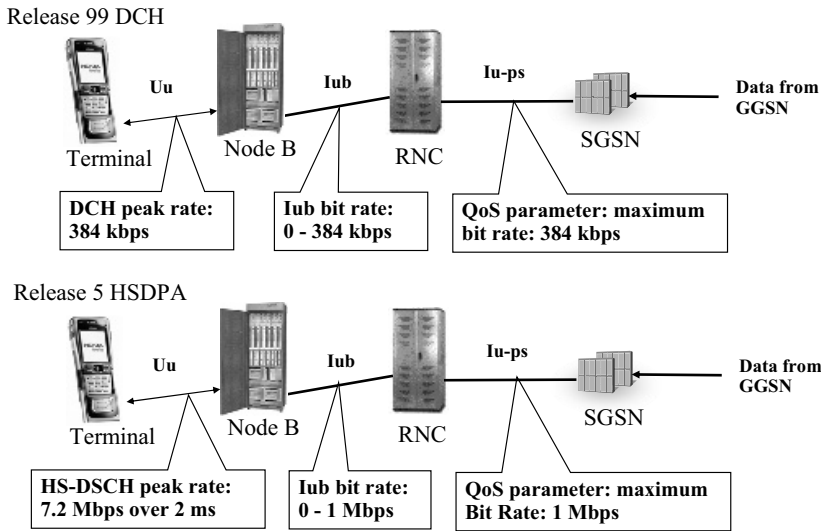 Release 99 DCH
Uu
Iub
Iu-ps
Data from
GGSN
Terminal
Node B
RNC
SGSN
DCH peak rate:
384 kbps
Iub bit rate:
0 - 384 kbps
QoS parameter: maximum
bit rate: 384 kbps
Release 5 HSDPA
Uu
Iub
Iu-ps
Data from
GGSN
Terminal
Node B
RNC
SGSN
HS-DSCH peak rate:
7.2 Mbps over 2 ms
Iub bit rate:
0 - 1 Mbps
QoS parameter: maximum
Bit Rate: 1 Mbps